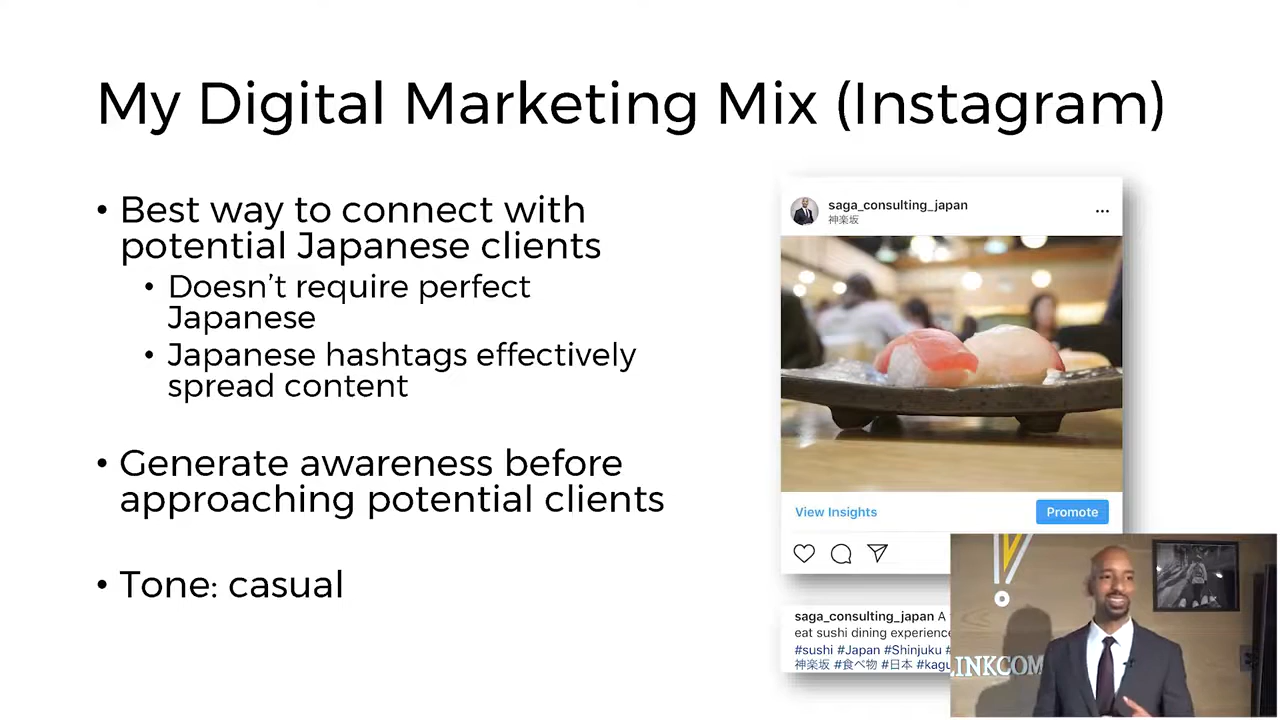 My Digital Marketing Mix (Instagram)
• Best way to connect with
potential Japanese clients
• Doesn’t require perfect
Japanese
• Japanese hashtags effectively
spread content
• Generate awareness before
approaching potential clients
• Tone: casual
saga_consulting_japan
神楽坂
View Insights
Promote
saga_consulting_japan A
eat sushi dining experience
#sushi #Japan #Shinjuku #
神楽坂 #食べ物 #日本 #kagu
LINKCOM